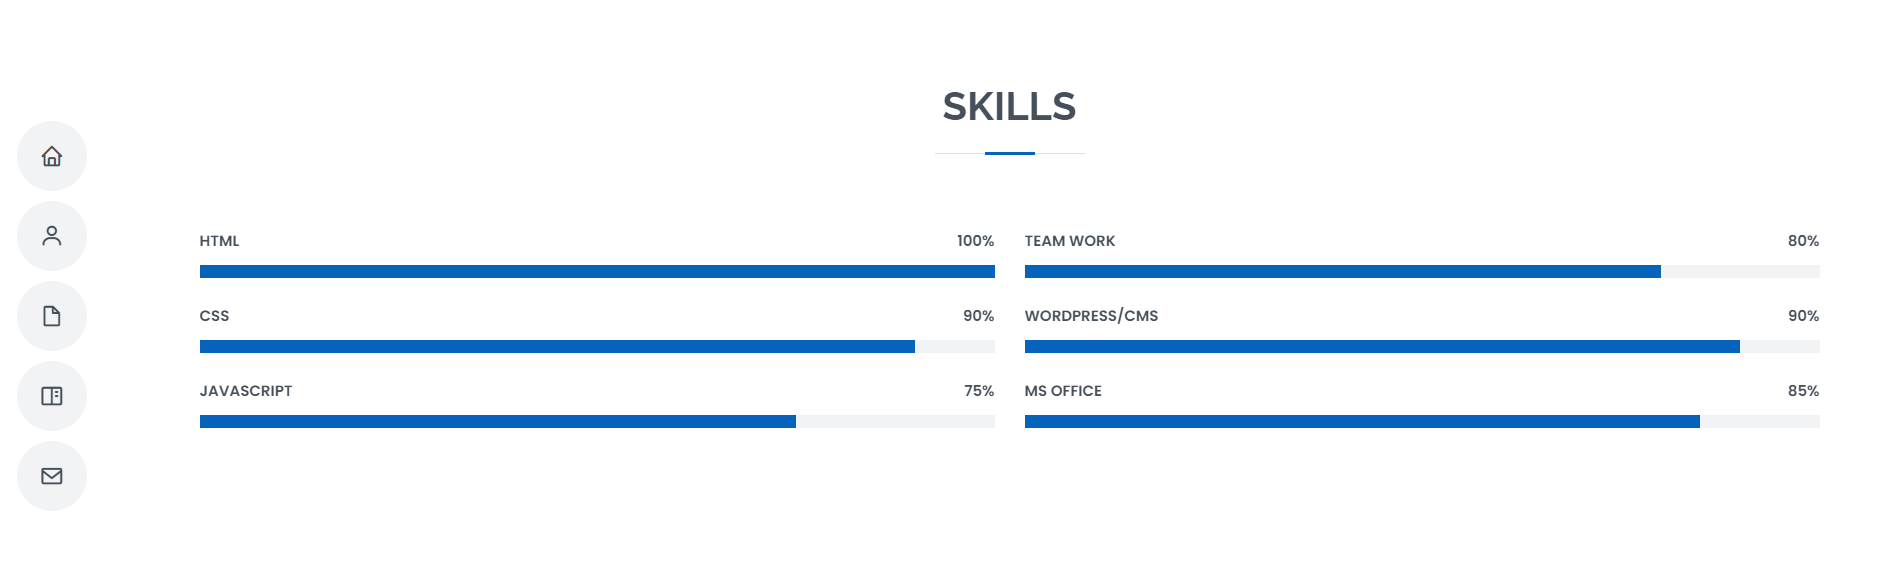 SKILLS
HTML 100%
CSS 90%
JAVASCRIPT 75%
TEAM WORK 80%
WORDPRESS/CMS 90%
MS OFFICE 85%